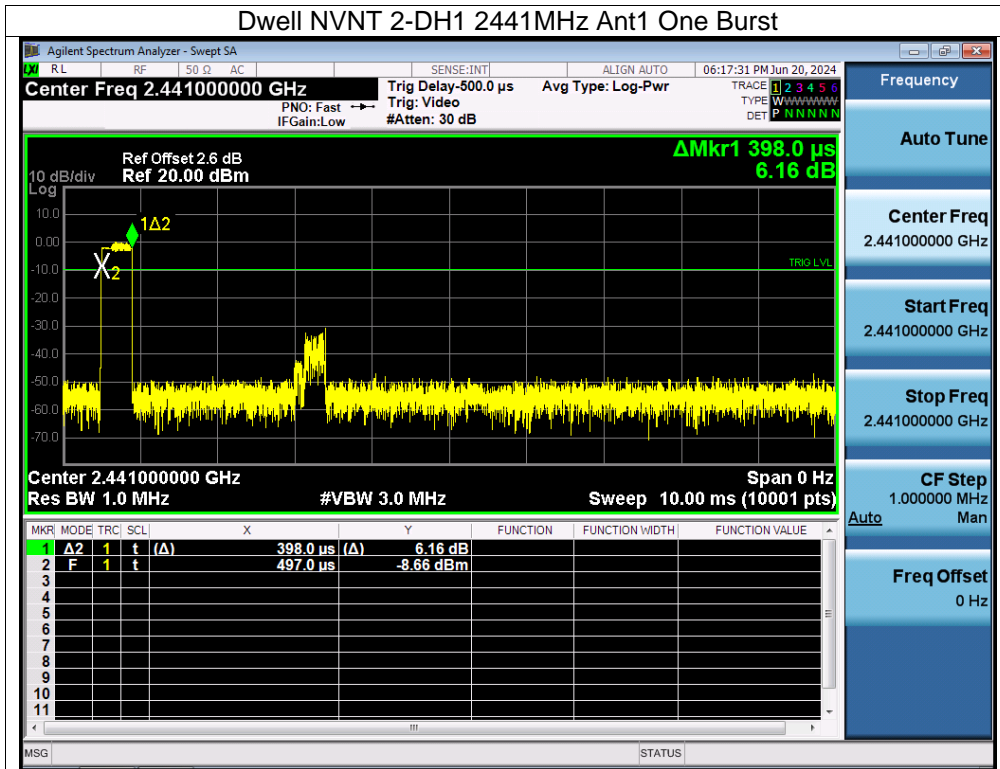 Dwell NVNT 2-DH1 2441MHz Ant1 One Burst
Agilent Spectrum Analyzer - Swept SA
LXI RL RF 50 Ω AC SENSE:INT ALIGN AUTO 06:17:31 PM Jun 20, 2024
Center Freq 2.441000000 GHz
PNO: Fast
IFGain:Low
Trig Delay-500.0 µs
Trig: Video
#Atten: 30 dB
Avg Type: Log-Pwr
TRACE 1 2 3 4 5 6
TYPE WWWWWW
DET P N N N N N
Frequency
Auto Tune
Center Freq
2.441000000 GHz
Start Freq
2.441000000 GHz
Stop Freq
2.441000000 GHz
CF Step
1.000000 MHz
Auto Man
Freq Offset
0 Hz
ΔMkr1 398.0 µs
6.16 dB
Ref Offset 2.6 dB
10 dB/div Ref 20.00 dBm
Log
10.0
0.00
-10.0
-20.0
-30.0
-40.0
-50.0
-60.0
-70.0
1Δ2
X2
TRIG LVL
Center 2.441000000 GHz Span 0 Hz
Res BW 1.0 MHz #VBW 3.0 MHz Sweep 10.00 ms (10001 pts)
MKR MODE TRC SCL X Y FUNCTION FUNCTION WIDTH FUNCTION VALUE
1 Δ2 1 t (Δ) 398.0 µs (Δ) 6.16 dB
2 F 1 t 497.0 µs -8.66 dBm
3
4
5
6
7
8
9
10
11
MSG STATUS